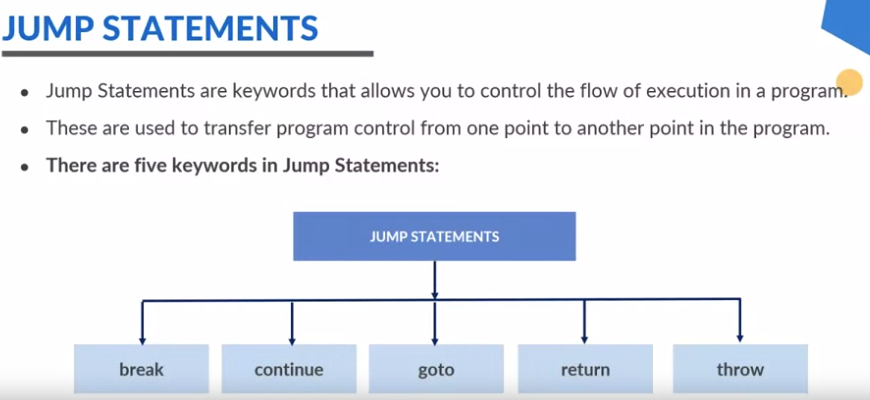 JUMP STATEMENTS
• Jump Statements are keywords that allows you to control the flow of execution in a program.
• These are used to transfer program control from one point to another point in the program.
• There are five keywords in Jump Statements:
JUMP STATEMENTS
break
continue
goto
return
throw